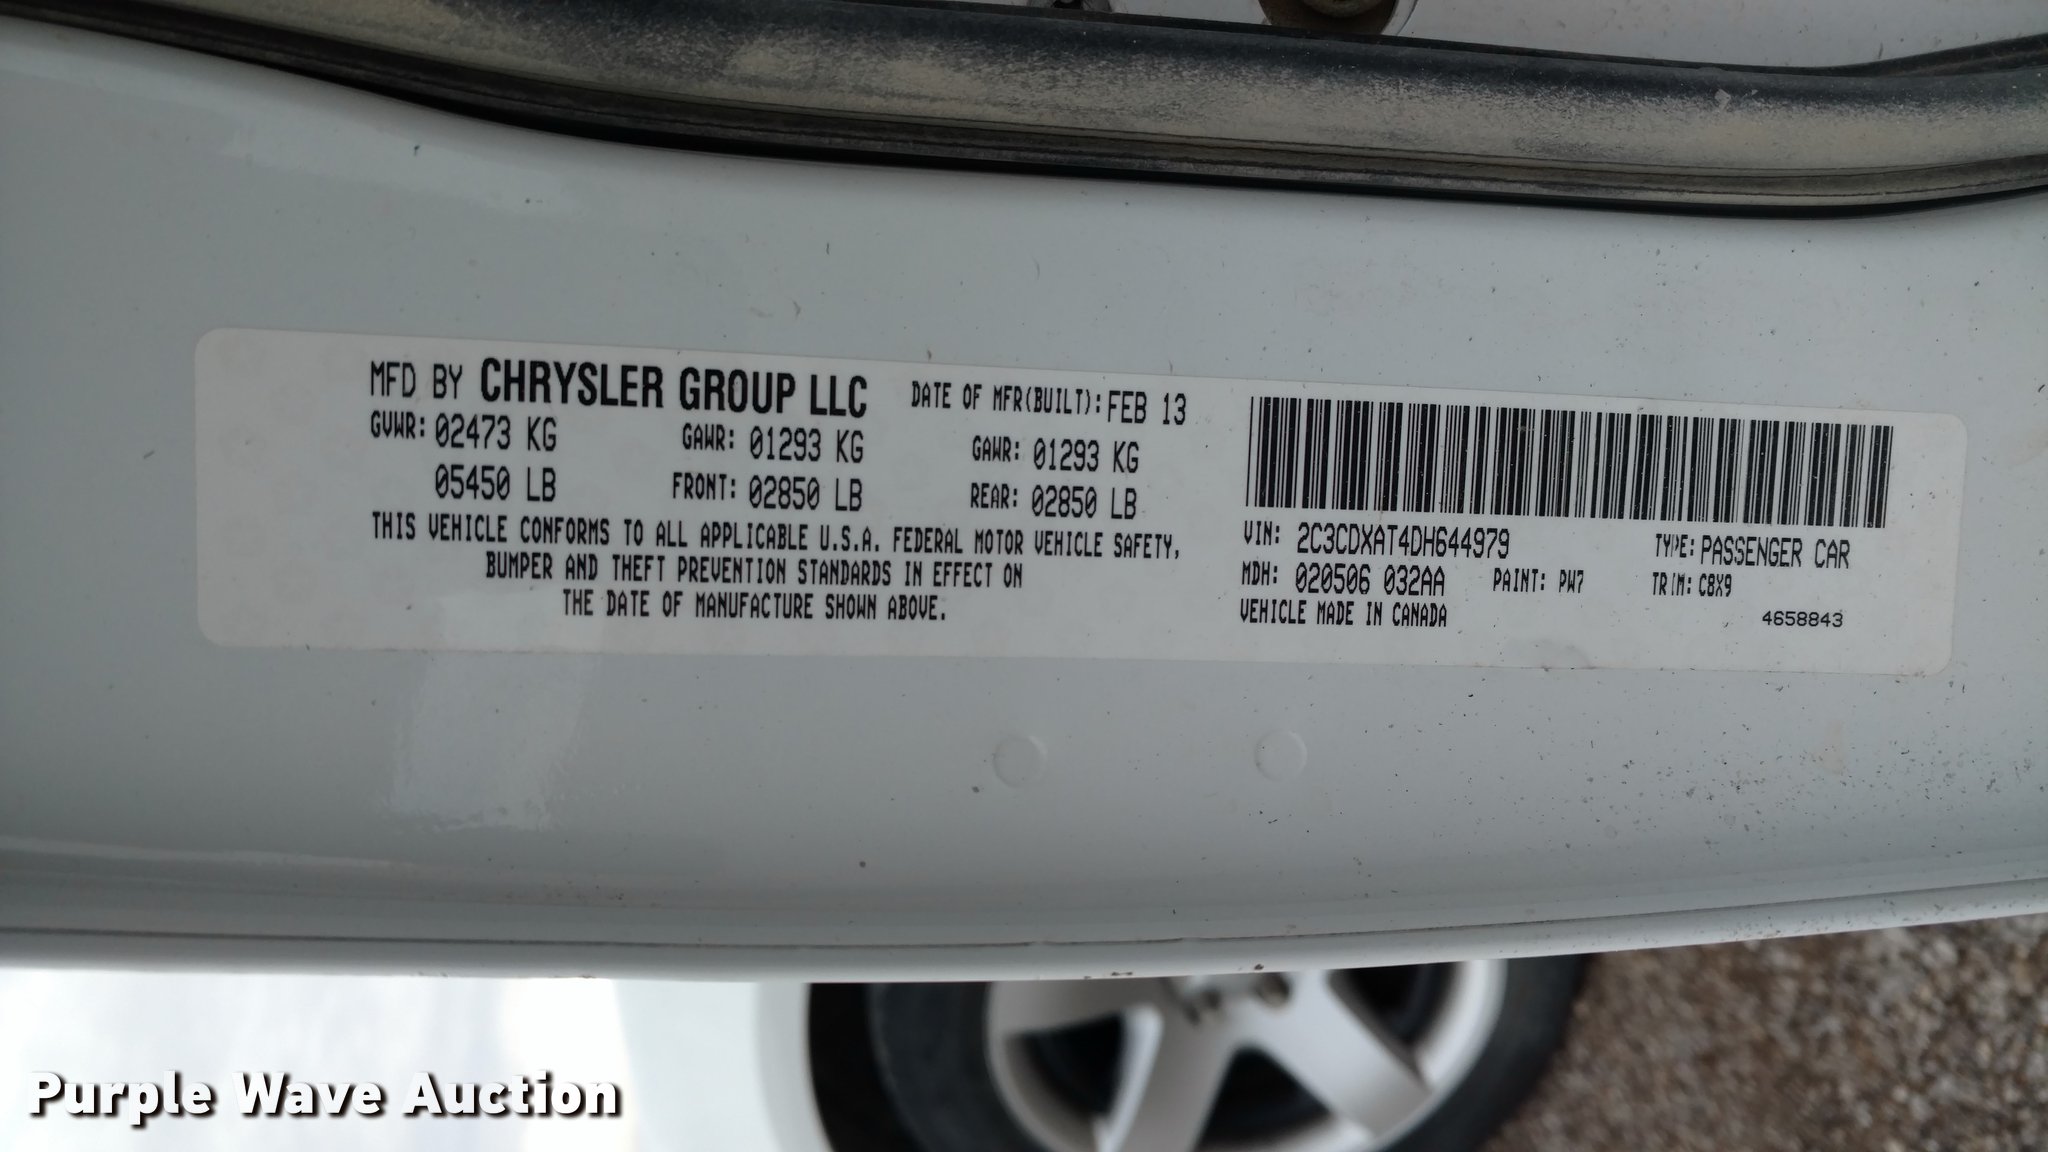 MFD BY CHRYSLER GROUP LLC DATE OF MFR(BUILT): FEB 13
GVWR: 02473 KG GAWR: 01293 KG GAWR: 01293 KG
05450 LB FRONT: 02850 LB REAR: 02850 LB
THIS VEHICLE CONFORMS TO ALL APPLICABLE U.S.A. FEDERAL MOTOR VEHICLE SAFETY,
BUMPER AND THEFT PREVENTION STANDARDS IN EFFECT ON
THE DATE OF MANUFACTURE SHOWN ABOVE.
VIN: 2C3CDXAT4DH644979 TYPE: PASSENGER CAR
MDH: 020506 032AA PAINT: PW7 TRIM: C8X9
VEHICLE MADE IN CANADA 4658843
Purple Wave Auction